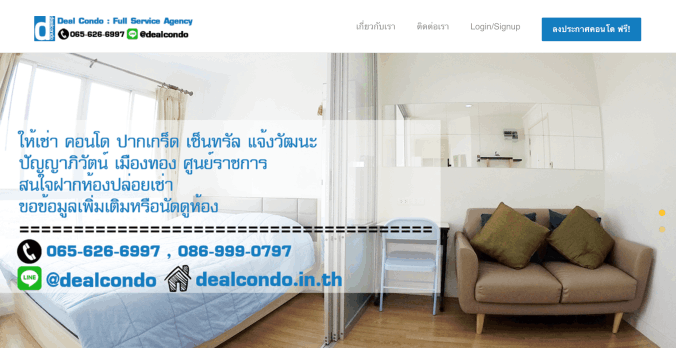 Deal Condo : Full Service Agency
065-626-6997 @dealcondo
เกี่ยวกับเรา
ติดต่อเรา
Login/Signup
ลงประกาศคอนโด ฟรี!
ให้เช่า คอนโด ปากเกร็ด เซ็นทรัล แจ้งวัฒนะ
ปัญญาภิวัตน์ เมืองทอง ศูนย์ราชการ
สนใจฝากห้องปล่อยเช่า
ขอข้อมูลเพิ่มเติมหรือนัดดูห้อง
065-626-6997 , 086-999-0797
LINE @dealcondo dealcondo.in.th